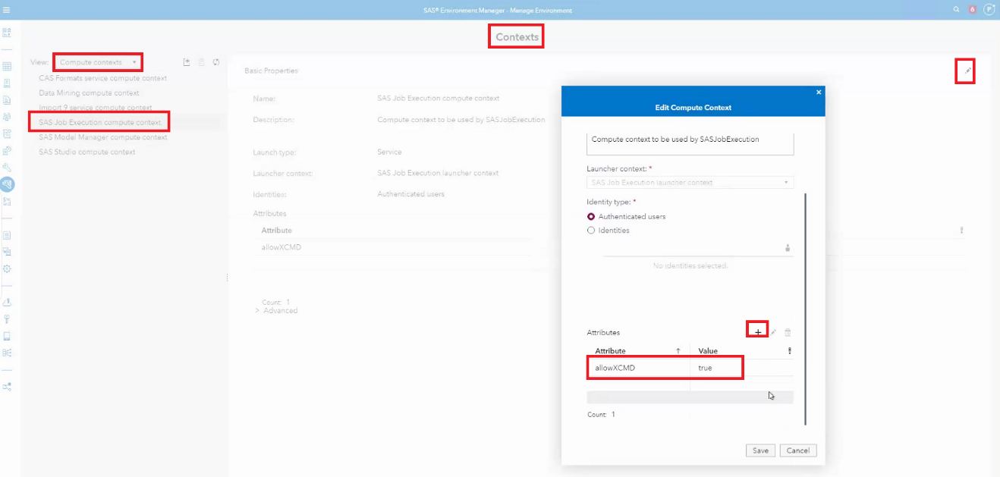 SAS® Environment Manager - Manage Environment
6
P
Contexts
View: Compute contexts
CAS Formats service compute context
Data Mining compute context
Import 9 service compute context
SAS Job Execution compute context
SAS Model Manager compute context
SAS Studio compute context
Basic Properties
Name: SAS Job Execution compute context
Description: Compute context to be used by SASJobExecution
Launch type: Service
Launcher context: SAS Job Execution launcher context
Identities: Authenticated users
Attributes
Attribute
allowXCMD
Count: 1
> Advanced
Edit Compute Context
Compute context to be used by SASJobExecution
Launcher context: *
SAS Job Execution launcher context
Identity type: *
Authenticated users
Identities
No identities selected.
Attributes
Attribute Value
allowXCMD true
Count: 1
Save Cancel